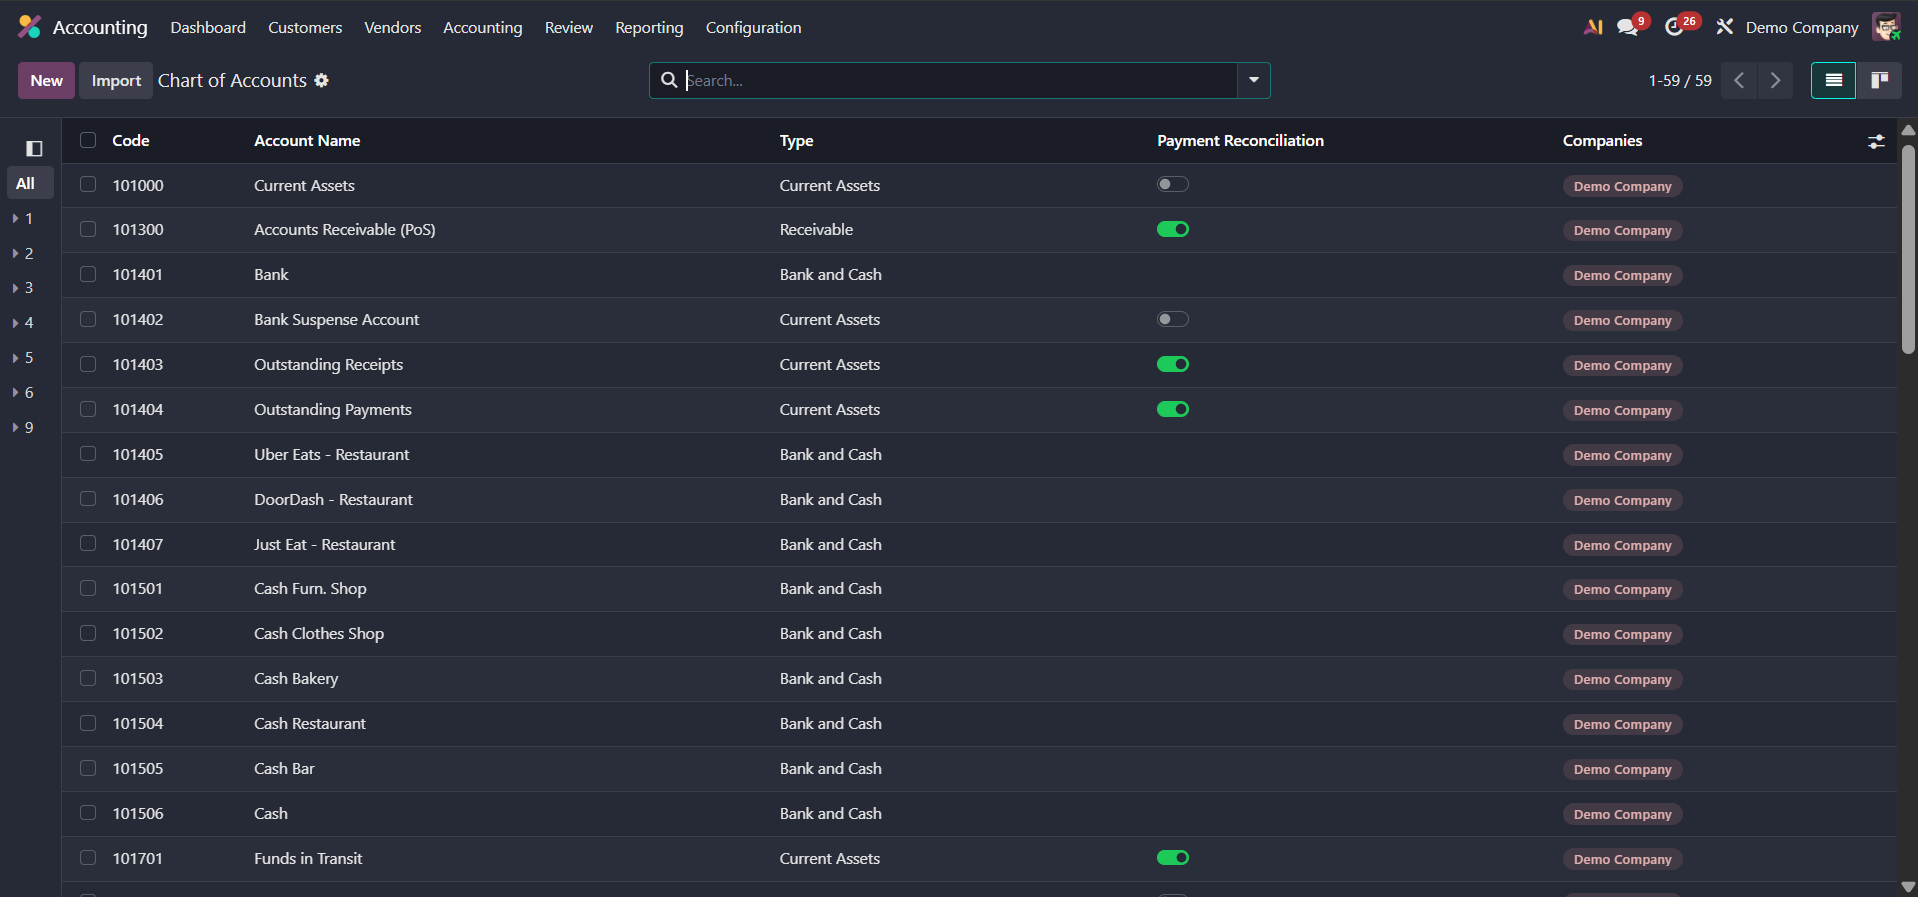 Accounting Dashboard Customers Vendors Accounting Review Reporting Configuration AI 9 26 Demo Company
New Import Chart of Accounts Search... 1-59 / 59
Code Account Name Type Payment Reconciliation Companies
All
1
2
3
4
5
6
9
101000 Current Assets Current Assets Demo Company
101300 Accounts Receivable (PoS) Receivable Demo Company
101401 Bank Bank and Cash Demo Company
101402 Bank Suspense Account Current Assets Demo Company
101403 Outstanding Receipts Current Assets Demo Company
101404 Outstanding Payments Current Assets Demo Company
101405 Uber Eats - Restaurant Bank and Cash Demo Company
101406 DoorDash - Restaurant Bank and Cash Demo Company
101407 Just Eat - Restaurant Bank and Cash Demo Company
101501 Cash Furn. Shop Bank and Cash Demo Company
101502 Cash Clothes Shop Bank and Cash Demo Company
101503 Cash Bakery Bank and Cash Demo Company
101504 Cash Restaurant Bank and Cash Demo Company
101505 Cash Bar Bank and Cash Demo Company
101506 Cash Bank and Cash Demo Company
101701 Funds in Transit Current Assets Demo Company